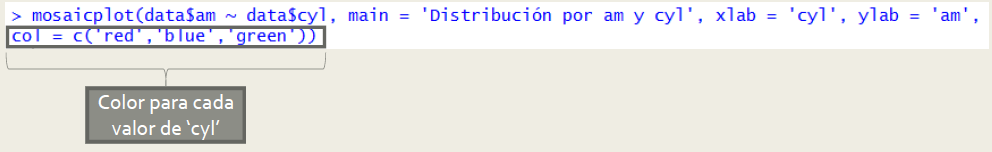 > mosaicplot(data$am ~ data$cyl, main = 'Distribución por am y cyl', xlab = 'cyl', ylab = 'am',
col = c('red','blue','green'))
Color para cada
valor de ‘cyl’